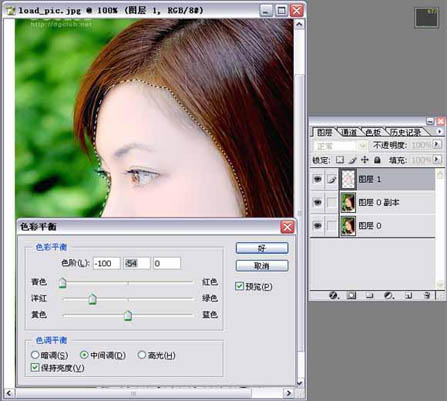 load_pic.jpg @ 100% (图层 1, RGB/8#)
http://dgclub.net
图层 通道 色板 历史记录
正常 不透明度: 100%
锁定: 填充: 100%
图层 1
图层 0 副本
图层 0
色彩平衡
色彩平衡
色阶(L): -100 -54 0
青色 红色
洋红 绿色
黄色 蓝色
好
取消
预览(P)
色调平衡
暗调(S) 中间调(D) 高光(H)
保持亮度(V)